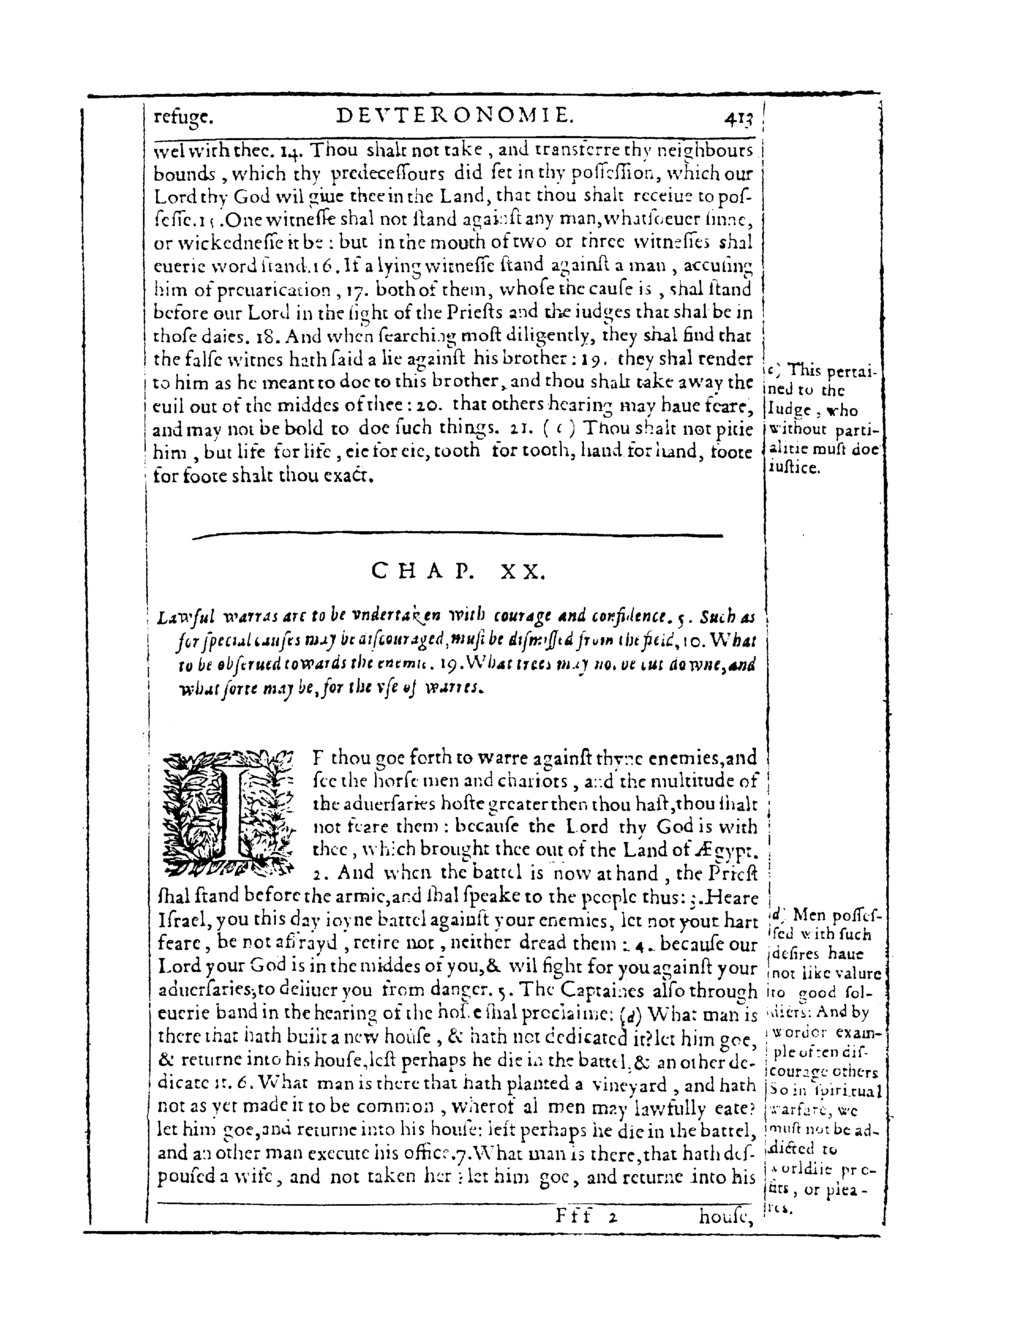 refuge. DEVTERONOMIE. 413
wel with thee. 14. Thou shalt not take, and transferre thy neighbours
bounds, which thy predeceſſours did ſet in thy poſſeſſion, which our
Lord thy God wil giue thee in the Land, that thou shalt receiue to poſ-
ſeſſe. 15. One witneſſe shal not ſtand againſt any man, whatſoeuer ſinne,
or wickedneſſe it be: but in the mouth of two or three witneſſes shal
euerie word ſtand. 16. If a lying witneſſe ſtand againſt a man, accuſing
him of preuarication, 17. both of them, whoſe the cauſe is, shal ſtand
before our Lord in the ſight of the Prieſts and the iudges that shal be in
thoſe daies. 18. And when ſearching moſt diligently, they shal find that
the falſe witnes hath ſaid a lie againſt his brother: 19. they shal render
to him as he meant to doe to this brother, and thou shalt take away the
euil out of the middes of thee: 20. that others hearing may haue feare,
and may not be bold to doe ſuch things. 21. (c) Thou shalt not pitie
him, but life for life, eie for eie, tooth for tooth, hand for hand, foote
for foote shalt thou exact.
c) This pertai-
ned to the
Iudge, who
without parti-
alitie muſt doe
iuſtice.
CHAP. XX.
Lawful warras are to be vndertaken with courage and confidence. 5. Such as
for ſpecial cauſes may be diſcouraged, muſt be diſmiſſed from the field, 10. What
to be obſerued towards the enemie. 19. What trees may not be cut downe, and
what ſorte may be, for the vſe of warres.
IF thou goe forth to warre againſt thyne enemies, and
ſee the horſe men and chariots, and the multitude of
the aduerſaries hoſte greater then thou haſt, thou ſhalt
not feare them: becauſe the Lord thy God is with
thee, which brought thee out of the Land of Ægypt.
2. And when the battel is now at hand, the Prieſt
ſhal ſtand before the armie, and ſhal ſpeake to the people thus: 3. Heare
Iſrael, you this day ioyne battel againſt your enemies, let not your hart
feare, be not afrayd, retire not, neither dread them: 4. becauſe our
Lord your God is in the middes of you, & wil fight for you againſt your
aduerſaries, to deliuer you from danger. 5. The Captaines alſo through
euerie band in the hearing of the hoſte ſhal proclaime: (d) What man is
there that hath built a new houſe, & hath not dedicated it? let him goe,
& returne into his houſe, leſt perhaps he die in the battel, & an other de-
dicate it. 6. What man is there that hath planted a vineyard, and hath
not as yet made it to be common, wherof al men may lawfully eate?
let him goe, and returne into his houſe: leſt perhaps he die in the battel,
and an other man execute his office. 7. What man is there, that hath deſ-
pouſed a wife, and not taken her: let him goe, and returne into his
d) Men poſſeſ-
ſed with ſuch
deſires haue
not like valure
to good ſol-
diers: And by
worder exam-
ple often diſ-
courage others
So in ſpiritual
warfare, we
muſt not be ad-
dicted to
worldlie pro-
fits, or plea-
res.
Fff 2 houſe,